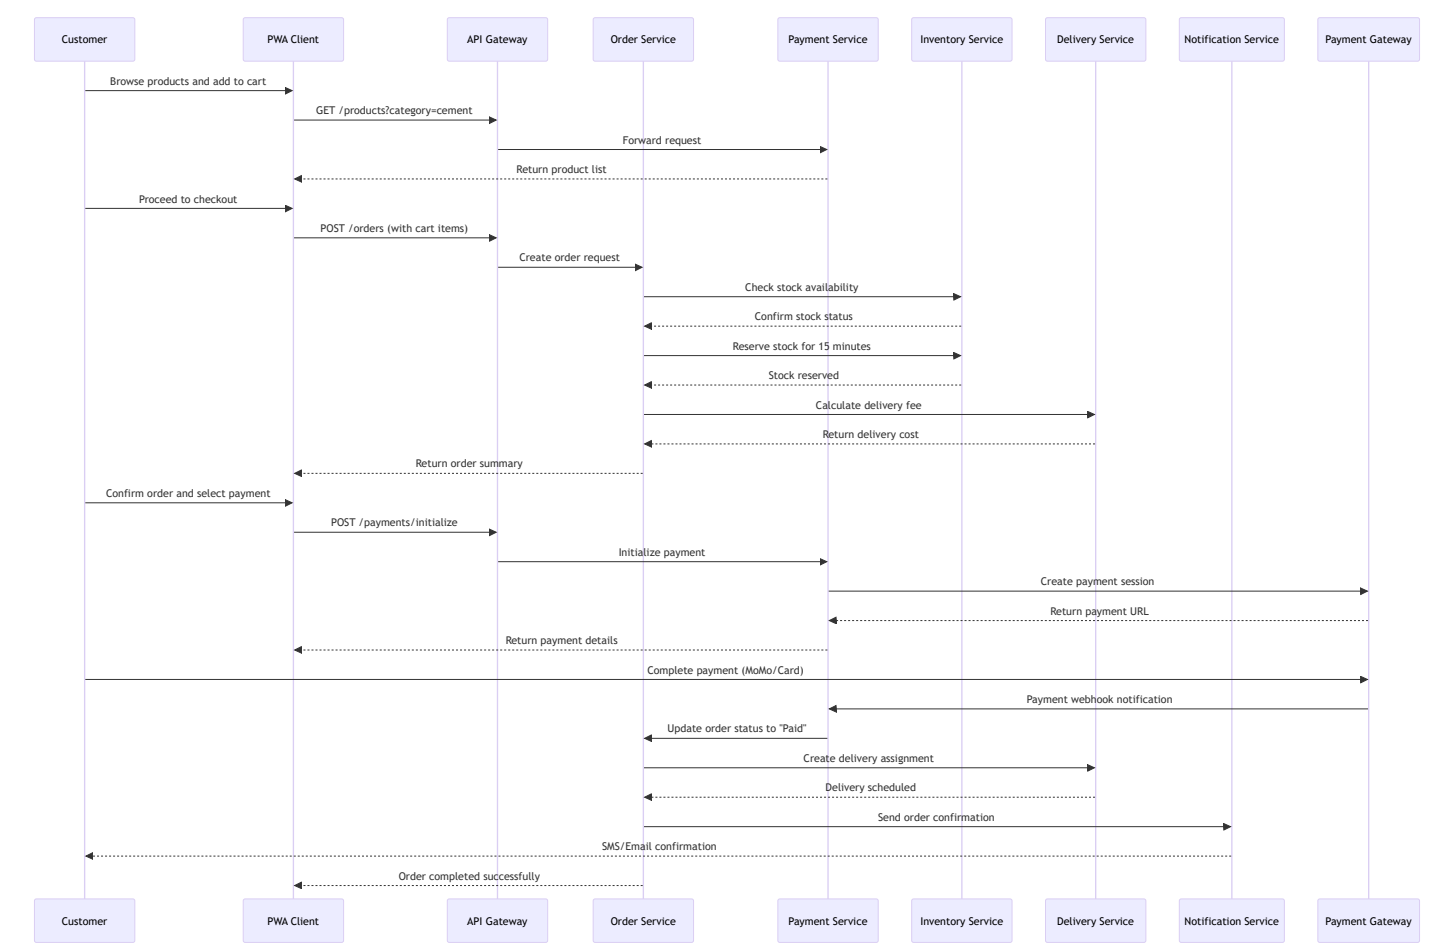 Customer
PWA Client
API Gateway
Order Service
Payment Service
Inventory Service
Delivery Service
Notification Service
Payment Gateway
Browse products and add to cart
GET /products?category=cement
Forward request
Return product list
Proceed to checkout
POST /orders (with cart items)
Create order request
Check stock availability
Confirm stock status
Reserve stock for 15 minutes
Stock reserved
Calculate delivery fee
Return delivery cost
Return order summary
Confirm order and select payment
POST /payments/initialize
Initialize payment
Create payment session
Return payment URL
Return payment details
Complete payment (MoMo/Card)
Payment webhook notification
Update order status to "Paid"
Create delivery assignment
Delivery scheduled
Send order confirmation
SMS/Email confirmation
Order completed successfully
Customer
PWA Client
API Gateway
Order Service
Payment Service
Inventory Service
Delivery Service
Notification Service
Payment Gateway